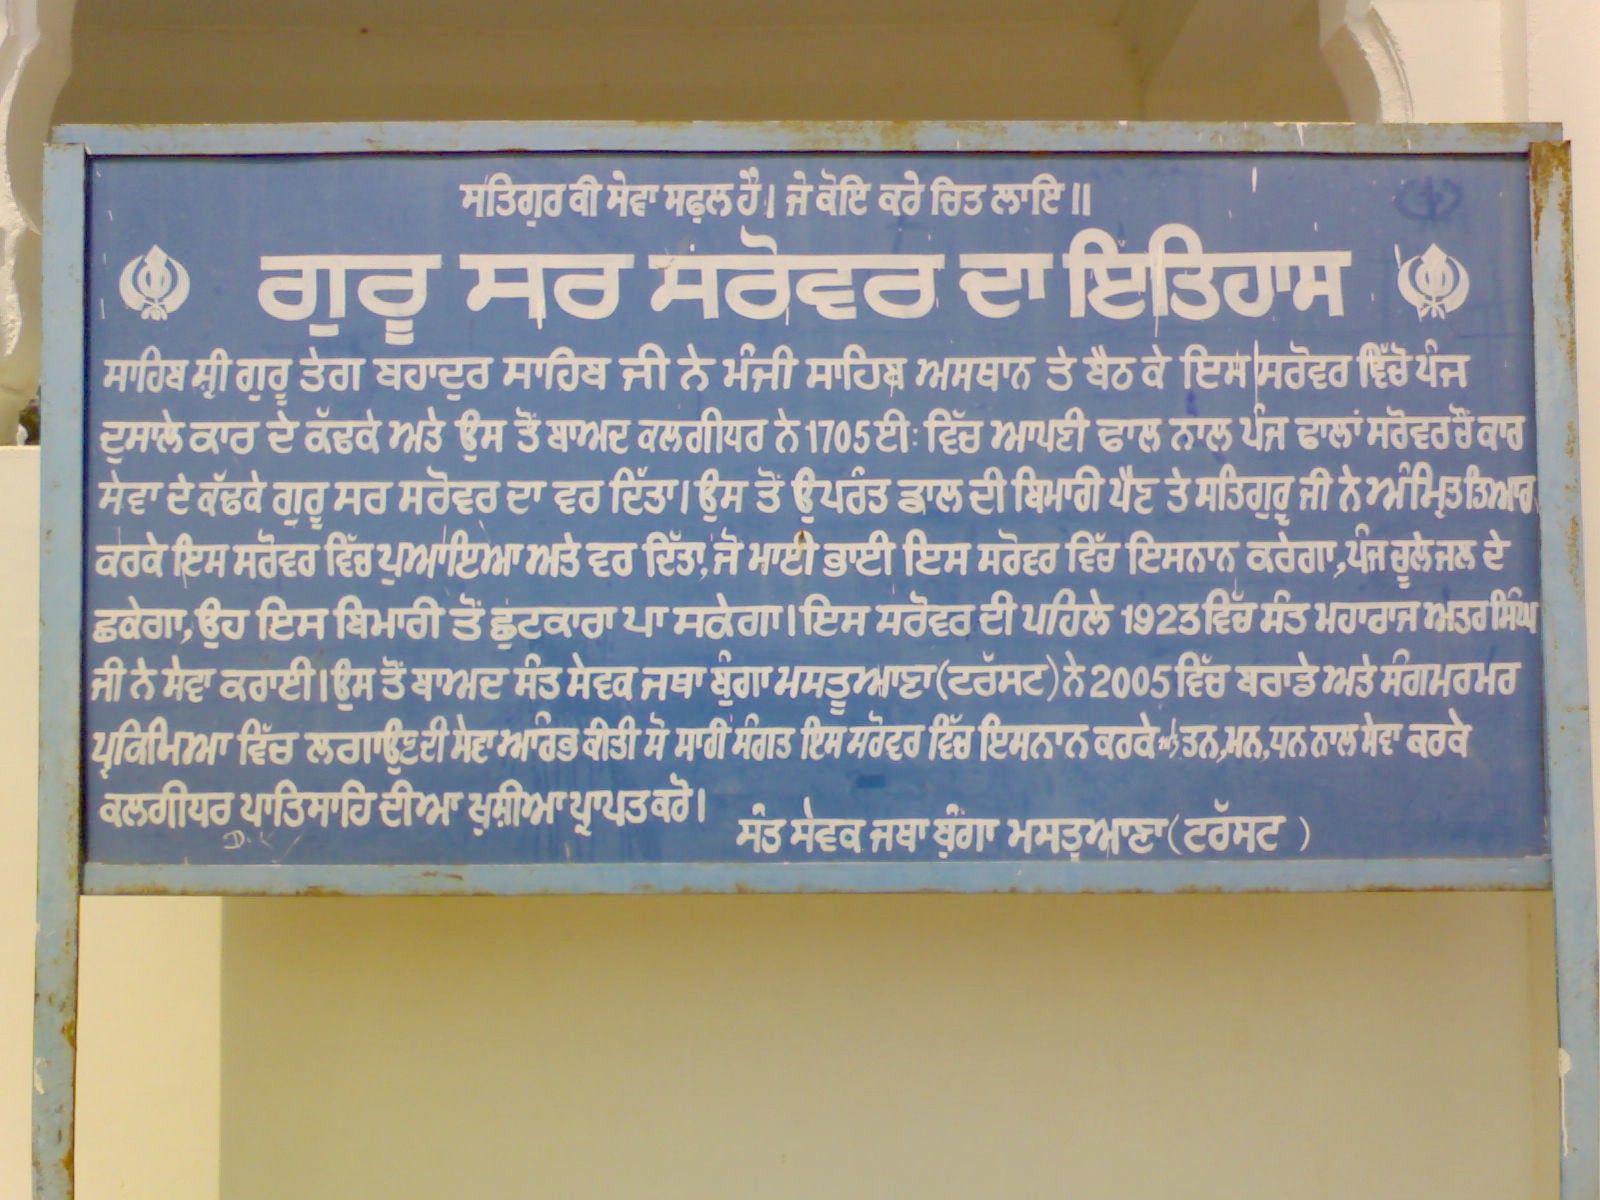 ਸਤਿਗੁਰ ਕੀ ਸੇਵਾ ਸਫ਼ਲ ਹੈ। ਜੇ ਕੋਇ ਕਰੇ ਚਿਤ ਲਾਇ॥
ਗੁਰੂ ਸਰ ਸਰੋਵਰ ਦਾ ਇਤਿਹਾਸ
ਸਾਹਿਬ ਸ੍ਰੀ ਗੁਰੂ ਤੇਗ ਬਹਾਦੁਰ ਸਾਹਿਬ ਜੀ ਨੇ ਮੰਜੀ ਸਾਹਿਬ ਅਸਥਾਨ ਤੇ ਬੈਠ ਕੇ ਇਸ ਸਰੋਵਰ ਵਿੱਚੋ ਪੰਜ
ਦੁਸਾਲੇ ਕਾਰ ਦੇ ਕੱਢਕੇ ਅਤੇ ਉਸ ਤੋਂ ਬਾਅਦ ਕਲਗੀਧਰ ਨੇ 1705 ਈ: ਵਿੱਚ ਆਪਣੀ ਢਾਲ ਨਾਲ ਪੰਜ ਢਾਲਾਂ ਸਰੋਵਰ ਚੋਂ ਕਾਰ
ਸੇਵਾ ਦੇ ਕੱਢਕੇ ਗੁਰੂ ਸਰ ਸਰੋਵਰ ਦਾ ਵਰ ਦਿੱਤਾ। ਉਸ ਤੋਂ ਉਪਰੰਤ ਡਾਲ ਦੀ ਬਿਮਾਰੀ ਪੈਣ ਤੇ ਸਤਿਗੁਰੂ ਜੀ ਨੇ ਅੰਮ੍ਰਿਤ ਤਿਆਰ
ਕਰਕੇ ਇਸ ਸਰੋਵਰ ਵਿੱਚ ਪੁਆਇਆ ਅਤੇ ਵਰ ਦਿੱਤਾ, ਜੋ ਮਾਈ ਭਾਈ ਇਸ ਸਰੋਵਰ ਵਿੱਚ ਇਸਨਾਨ ਕਰੇਗਾ, ਪੰਜ ਚੂਲੇ ਜਲ ਦੇ
ਛਕੇਗਾ, ਉਹ ਇਸ ਬਿਮਾਰੀ ਤੋਂ ਛੁਟਕਾਰਾ ਪਾ ਸਕੇਗਾ। ਇਸ ਸਰੋਵਰ ਦੀ ਪਹਿਲੇ 1923 ਵਿੱਚ ਸੰਤ ਮਹਾਰਾਜ ਅਤਰ ਸਿੰਘ
ਜੀ ਨੇ ਸੇਵਾ ਕਰਾਈ। ਉਸ ਤੋਂ ਬਾਅਦ ਸੰਤ ਸੇਵਕ ਜਥਾ ਬੁੰਗਾ ਮਸਤੂਆਣਾ (ਟਰੱਸਟ) ਨੇ 2005 ਵਿੱਚ ਬਰਾਡੇ ਅਤੇ ਸੰਗਮਰਮਰ
ਪ੍ਰਕਿਮਿਆ ਵਿੱਚ ਲਗਾਉਣ ਦੀ ਸੇਵਾ ਆਰੰਭ ਕੀਤੀ ਸੋ ਸਾਰੀ ਸੰਗਤ ਇਸ ਸਰੋਵਰ ਵਿੱਚ ਇਸਨਾਨ ਕਰਕੇ ਤਨ, ਮਨ, ਧਨ ਨਾਲ ਸੇਵਾ ਕਰਕੇ
ਕਲਗੀਧਰ ਪਾਤਿਸਾਹਿ ਦੀਆ ਖੁਸ਼ੀਆ ਪ੍ਰਾਪਤ ਕਰੋ।
ਸੰਤ ਸੇਵਕ ਜਥਾ ਬੁੰਗਾ ਮਸਤੂਆਣਾ (ਟਰੱਸਟ )